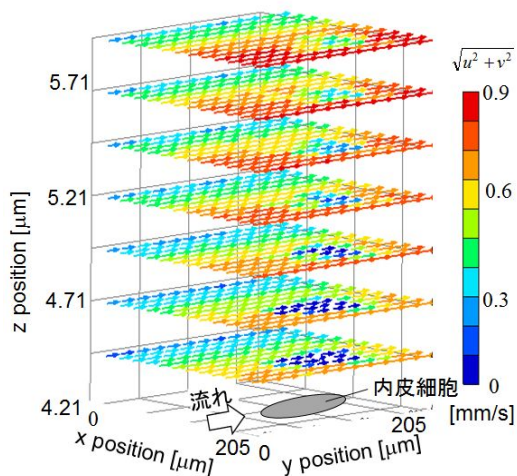 √u² + v²
0.9
5.71
0.6
5.21
z position [μm]
0.3
4.71
0
[mm/s]
内皮細胞
流れ
4.21
0
205
x position [μm]
205
0
y position [μm]